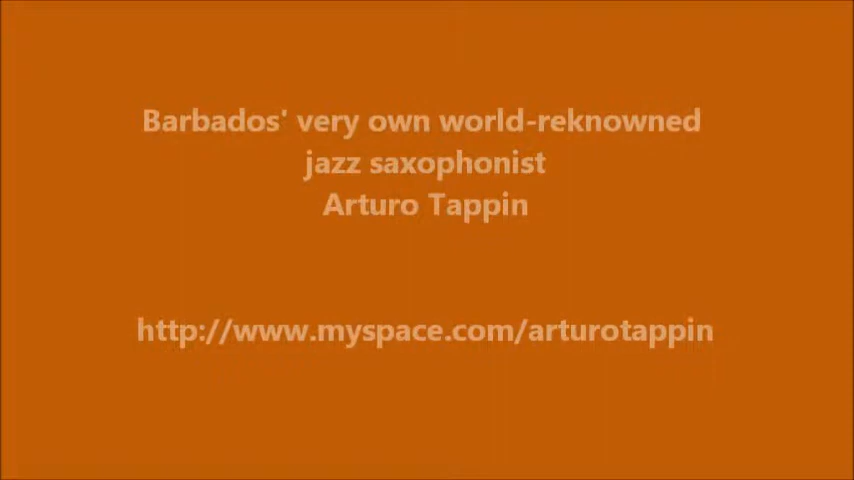 Barbados' very own world-reknowned
jazz saxophonist
Arturo Tappin
http://www.myspace.com/arturotappin